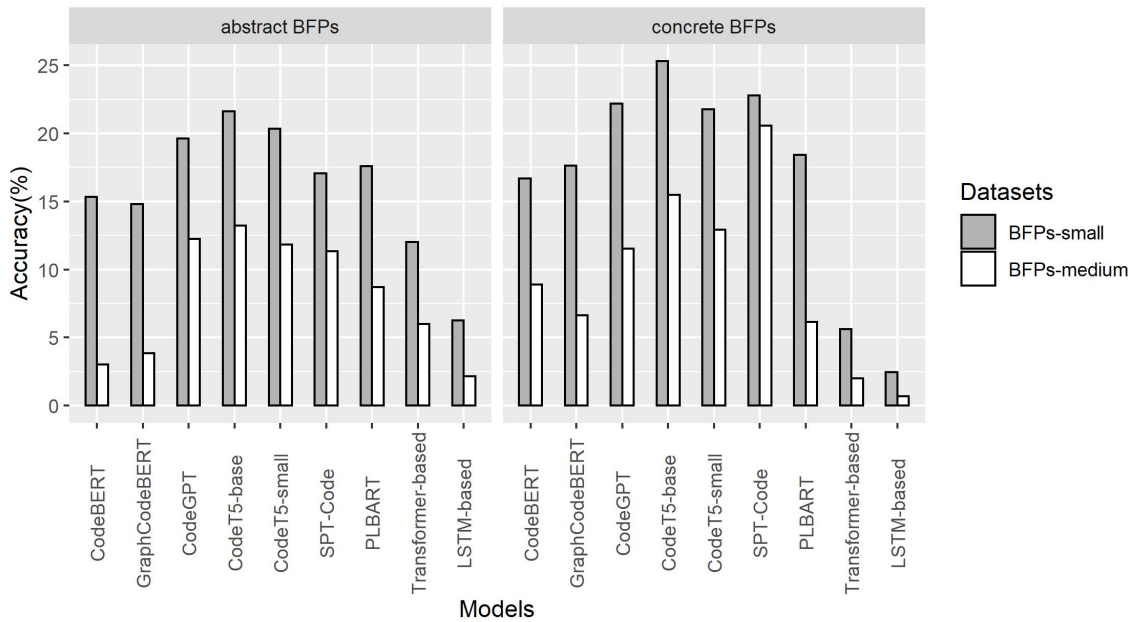 abstract BFPs
concrete BFPs
Accuracy(%)
25
20
15
10
5
0
CodeBERT
GraphCodeBERT
CodeGPT
CodeT5-base
CodeT5-small
SPT-Code
PLBART
Transformer-based
LSTM-based
CodeBERT
GraphCodeBERT
CodeGPT
CodeT5-base
CodeT5-small
SPT-Code
PLBART
Transformer-based
LSTM-based
Models
Datasets
BFPs-small
BFPs-medium